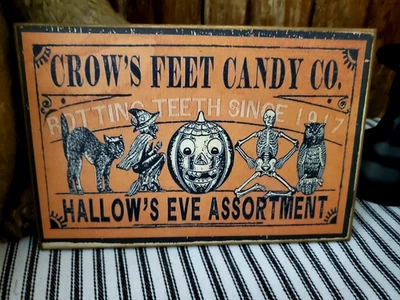 CROW'S FEET CANDY CO.
ROTTING TEETH SINCE 1917
HALLOW'S EVE ASSORTMENT